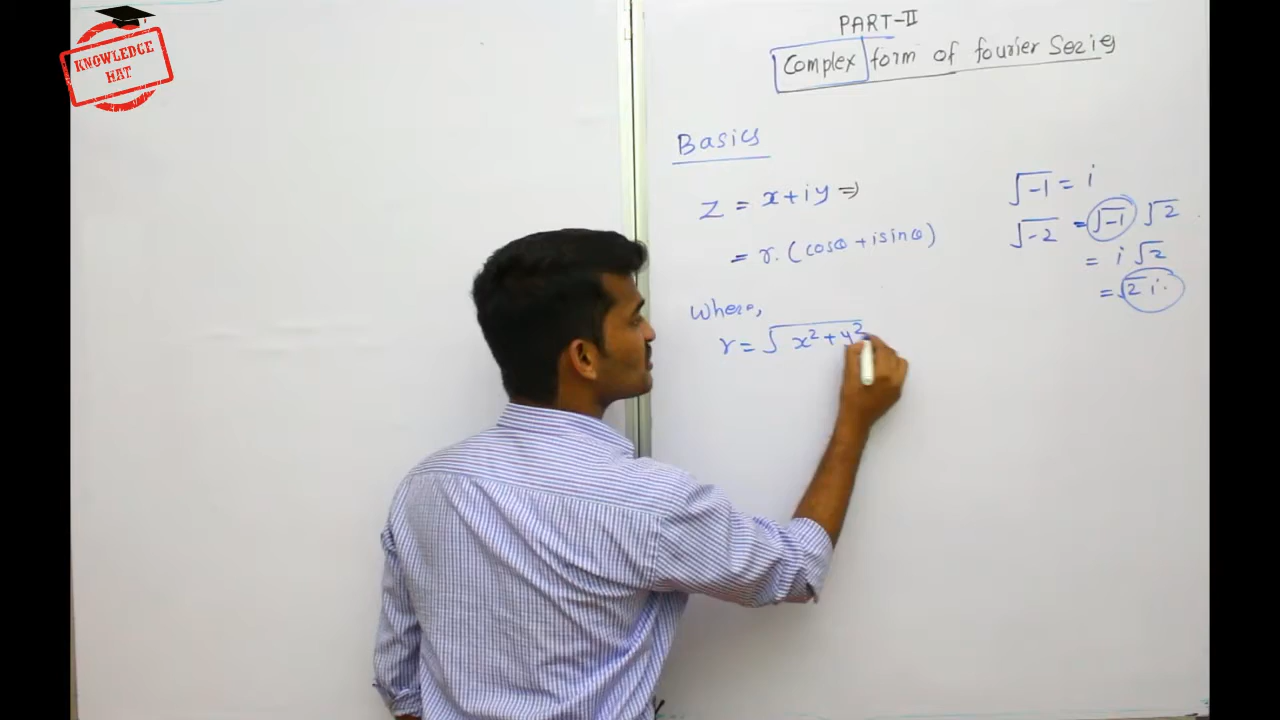 KNOWLEDGE
HAT
PART-II
Complex form of fourier Series
Basics
z = x+iy ⇒
= r.(cosθ + isinθ)
Where,
r = √x²+y²
√-1 = i
√-2 = √-1 √2
= i √2
= √2 i.